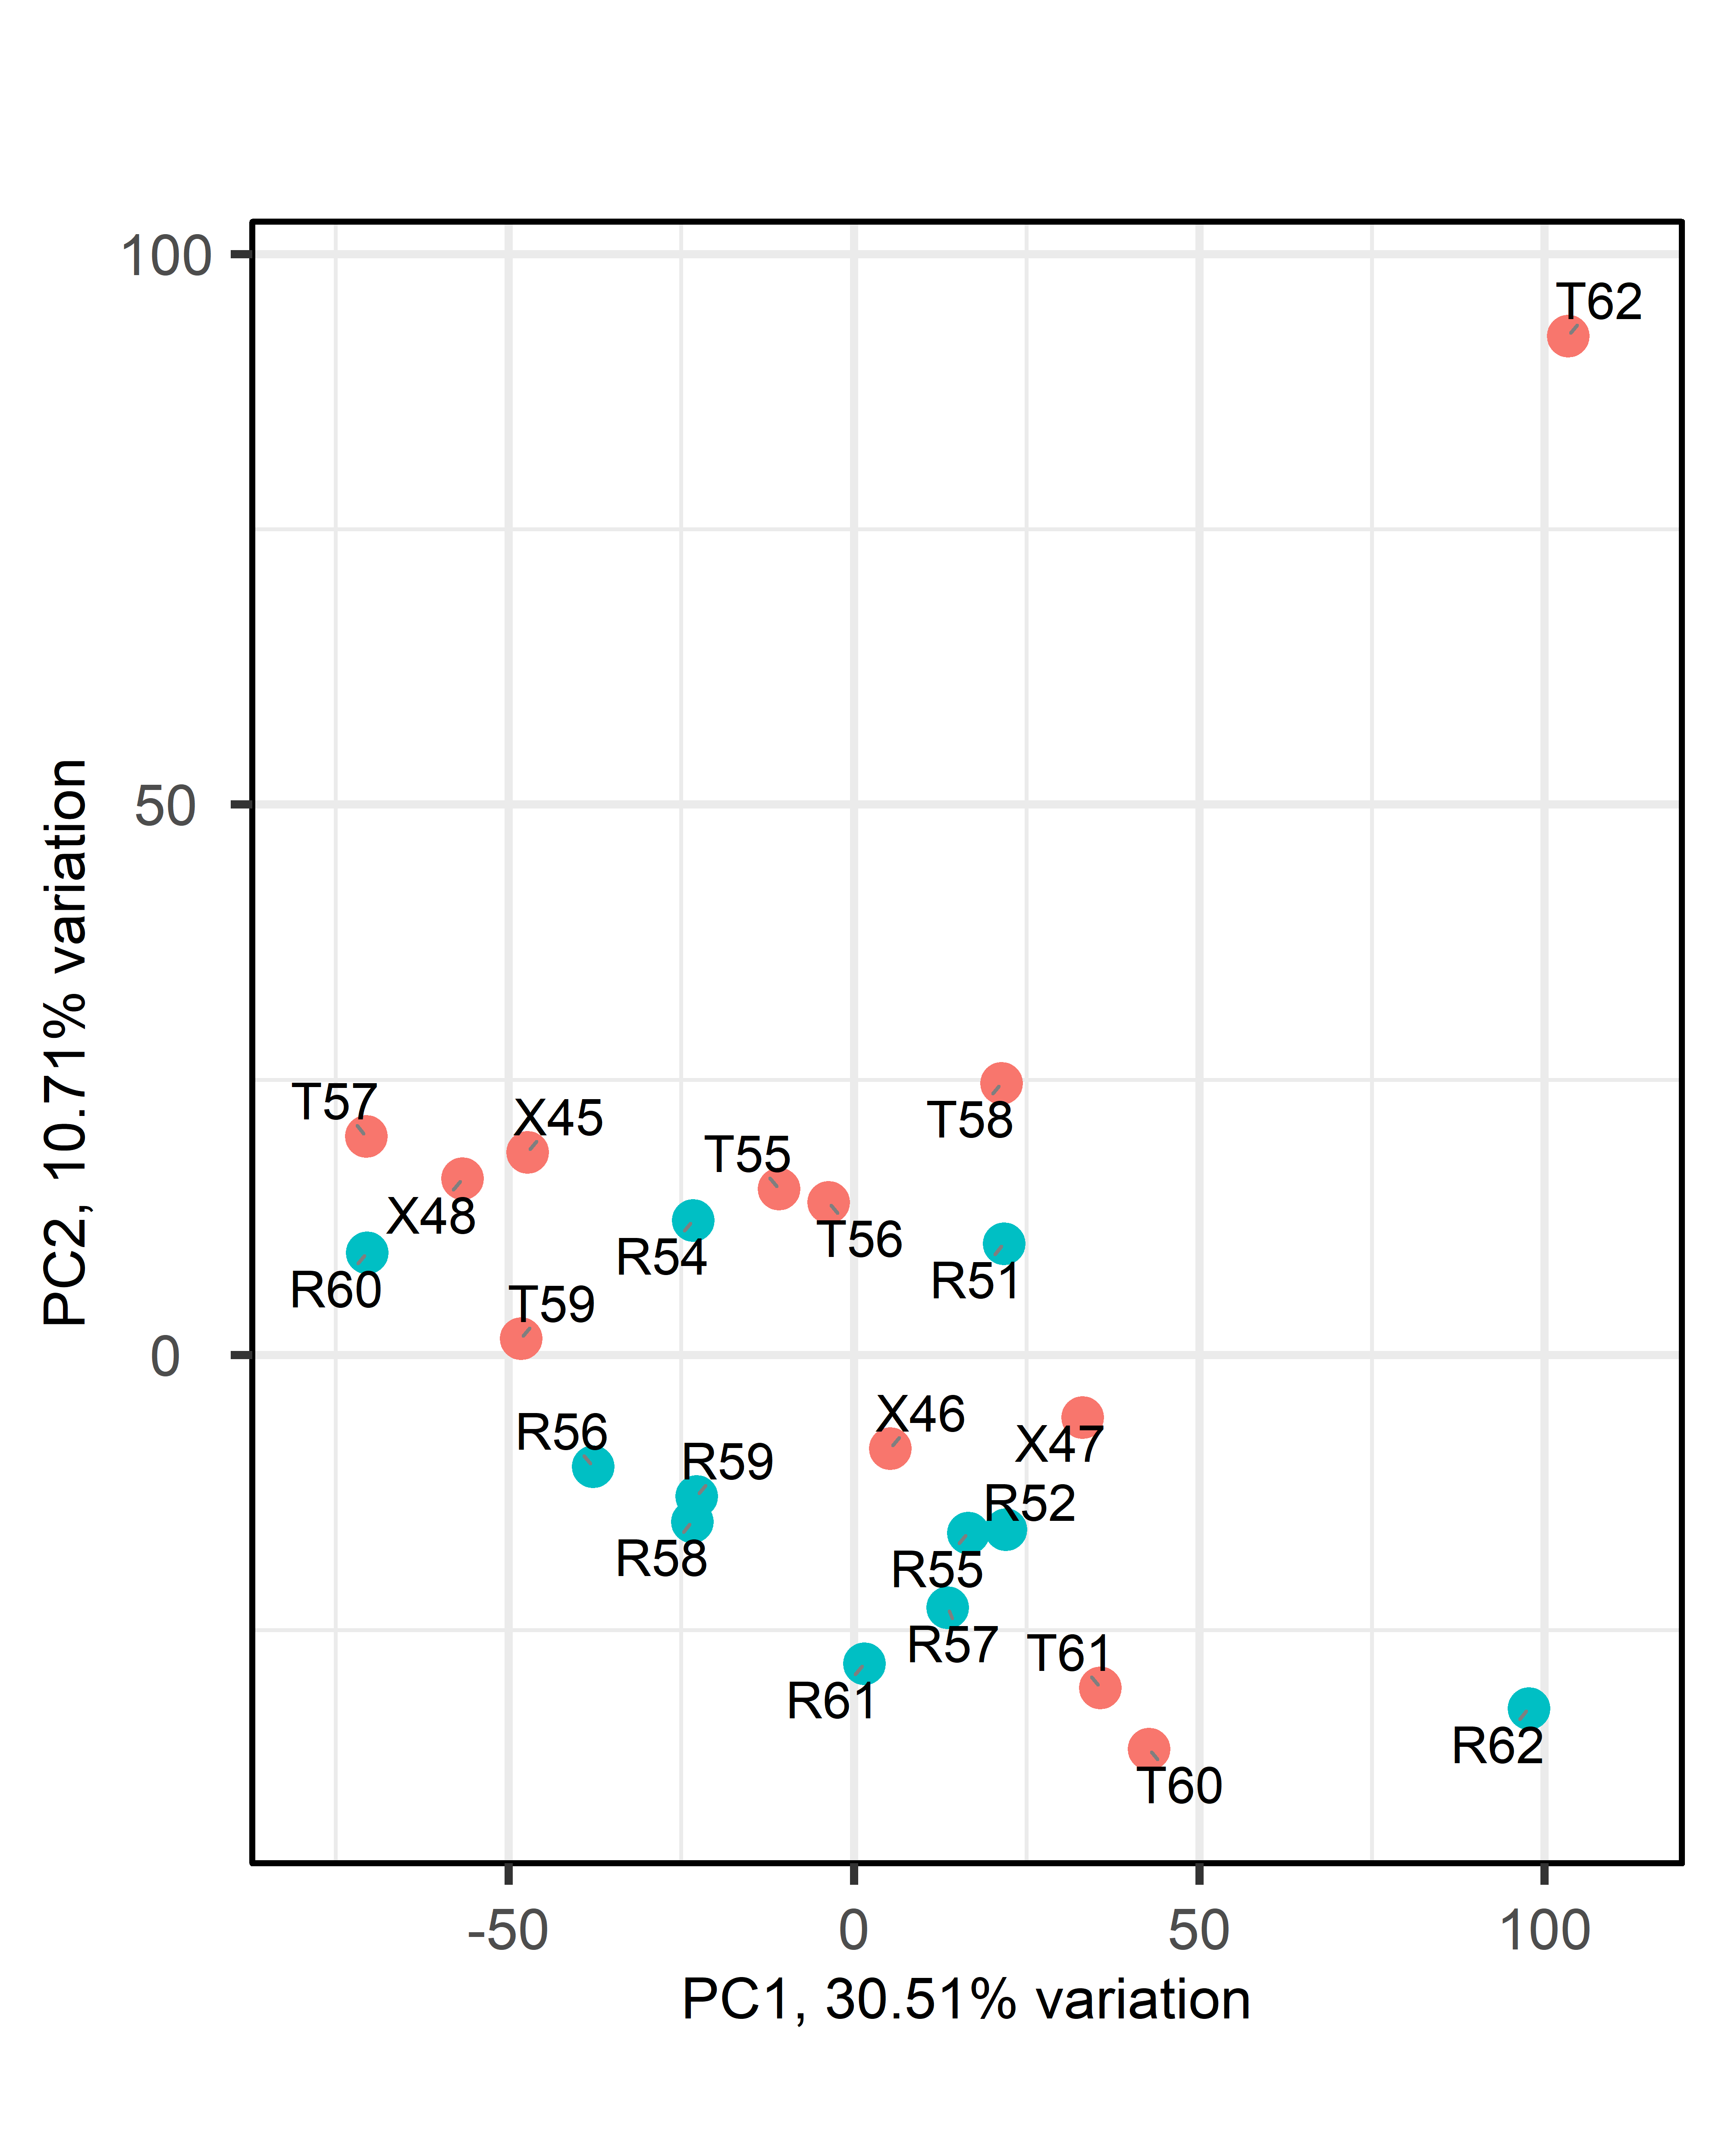 100
T62
50
PC2, 10.71% variation
T57
X45
T58
T55
X48
T56
R54
R51
R60
T59
0
X46
R56
X47
R59
R52
R58
R55
R57
T61
R61
R62
T60
-50
0
50
100
PC1, 30.51% variation